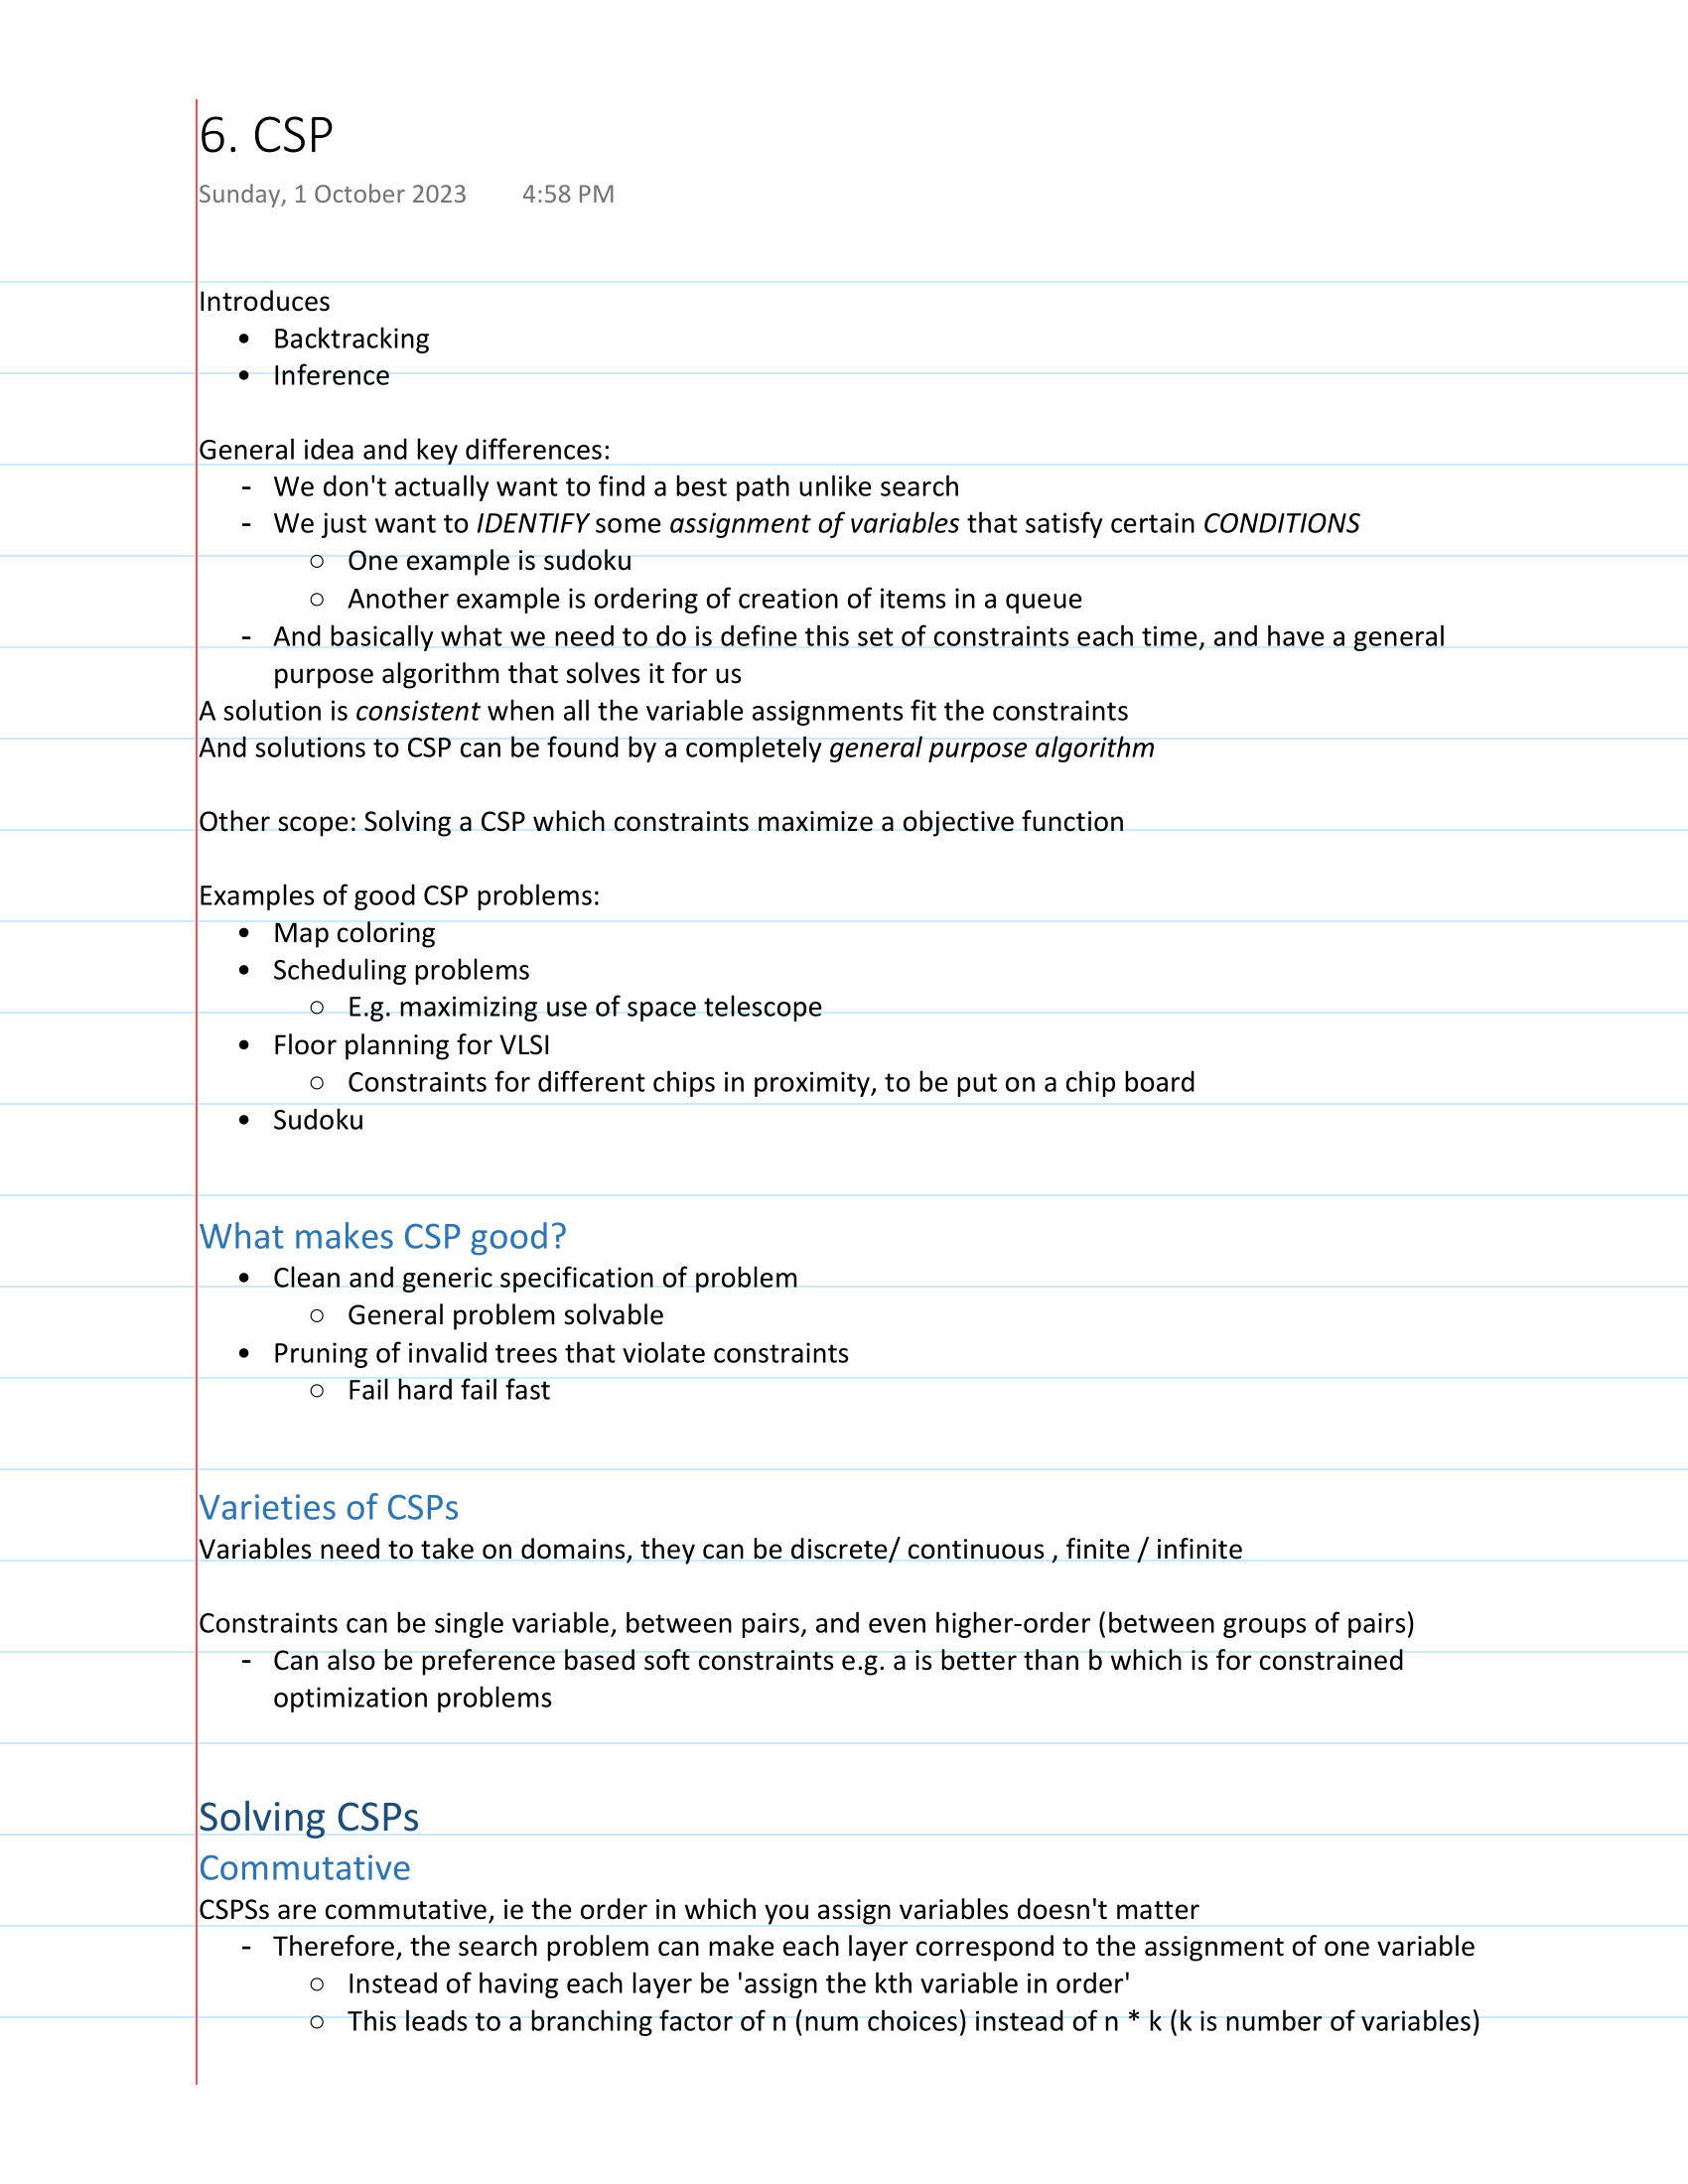 6. CSP
Sunday, 1 October 2023 4:58 PM
Introduces
• Backtracking
• Inference
General idea and key differences:
- We don't actually want to find a best path unlike search
- We just want to IDENTIFY some assignment of variables that satisfy certain CONDITIONS
○ One example is sudoku
○ Another example is ordering of creation of items in a queue
- And basically what we need to do is define this set of constraints each time, and have a general
purpose algorithm that solves it for us
A solution is consistent when all the variable assignments fit the constraints
And solutions to CSP can be found by a completely general purpose algorithm
Other scope: Solving a CSP which constraints maximize a objective function
Examples of good CSP problems:
• Map coloring
• Scheduling problems
○ E.g. maximizing use of space telescope
• Floor planning for VLSI
○ Constraints for different chips in proximity, to be put on a chip board
• Sudoku
What makes CSP good?
• Clean and generic specification of problem
○ General problem solvable
• Pruning of invalid trees that violate constraints
○ Fail hard fail fast
Varieties of CSPs
Variables need to take on domains, they can be discrete/ continuous , finite / infinite
Constraints can be single variable, between pairs, and even higher-order (between groups of pairs)
- Can also be preference based soft constraints e.g. a is better than b which is for constrained
optimization problems
Solving CSPs
Commutative
CSPSs are commutative, ie the order in which you assign variables doesn't matter
- Therefore, the search problem can make each layer correspond to the assignment of one variable
○ Instead of having each layer be 'assign the kth variable in order'
○ This leads to a branching factor of n (num choices) instead of n * k (k is number of variables)